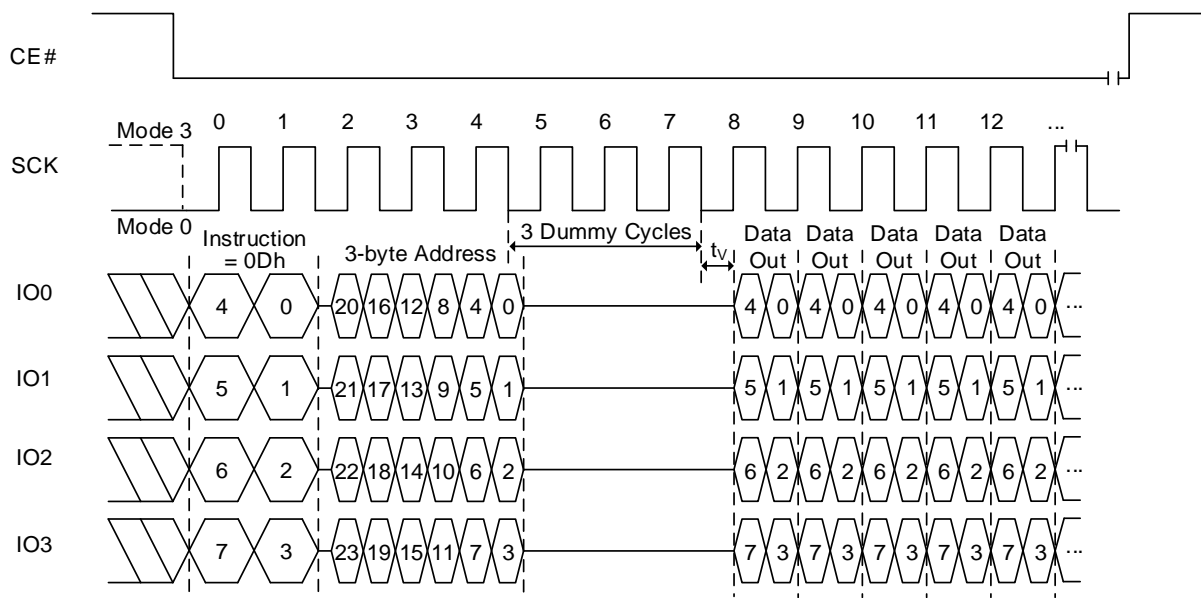 CE#
Mode 3 0 1 2 3 4 5 6 7 8 9 10 11 12 ...
SCK
Mode 0
3 Dummy Cycles
Instruction
= 0Dh
3-byte Address
tV
Data Data Data Data Data
Out Out Out Out Out
IO0 4 0 20 16 12 8 4 0 4 0 4 0 4 0 4 0 4 0 ...
IO1 5 1 21 17 13 9 5 1 5 1 5 1 5 1 5 1 5 1 ...
IO2 6 2 22 18 14 10 6 2 6 2 6 2 6 2 6 2 6 2 ...
IO3 7 3 23 19 15 11 7 3 7 3 7 3 7 3 7 3 7 3 ...